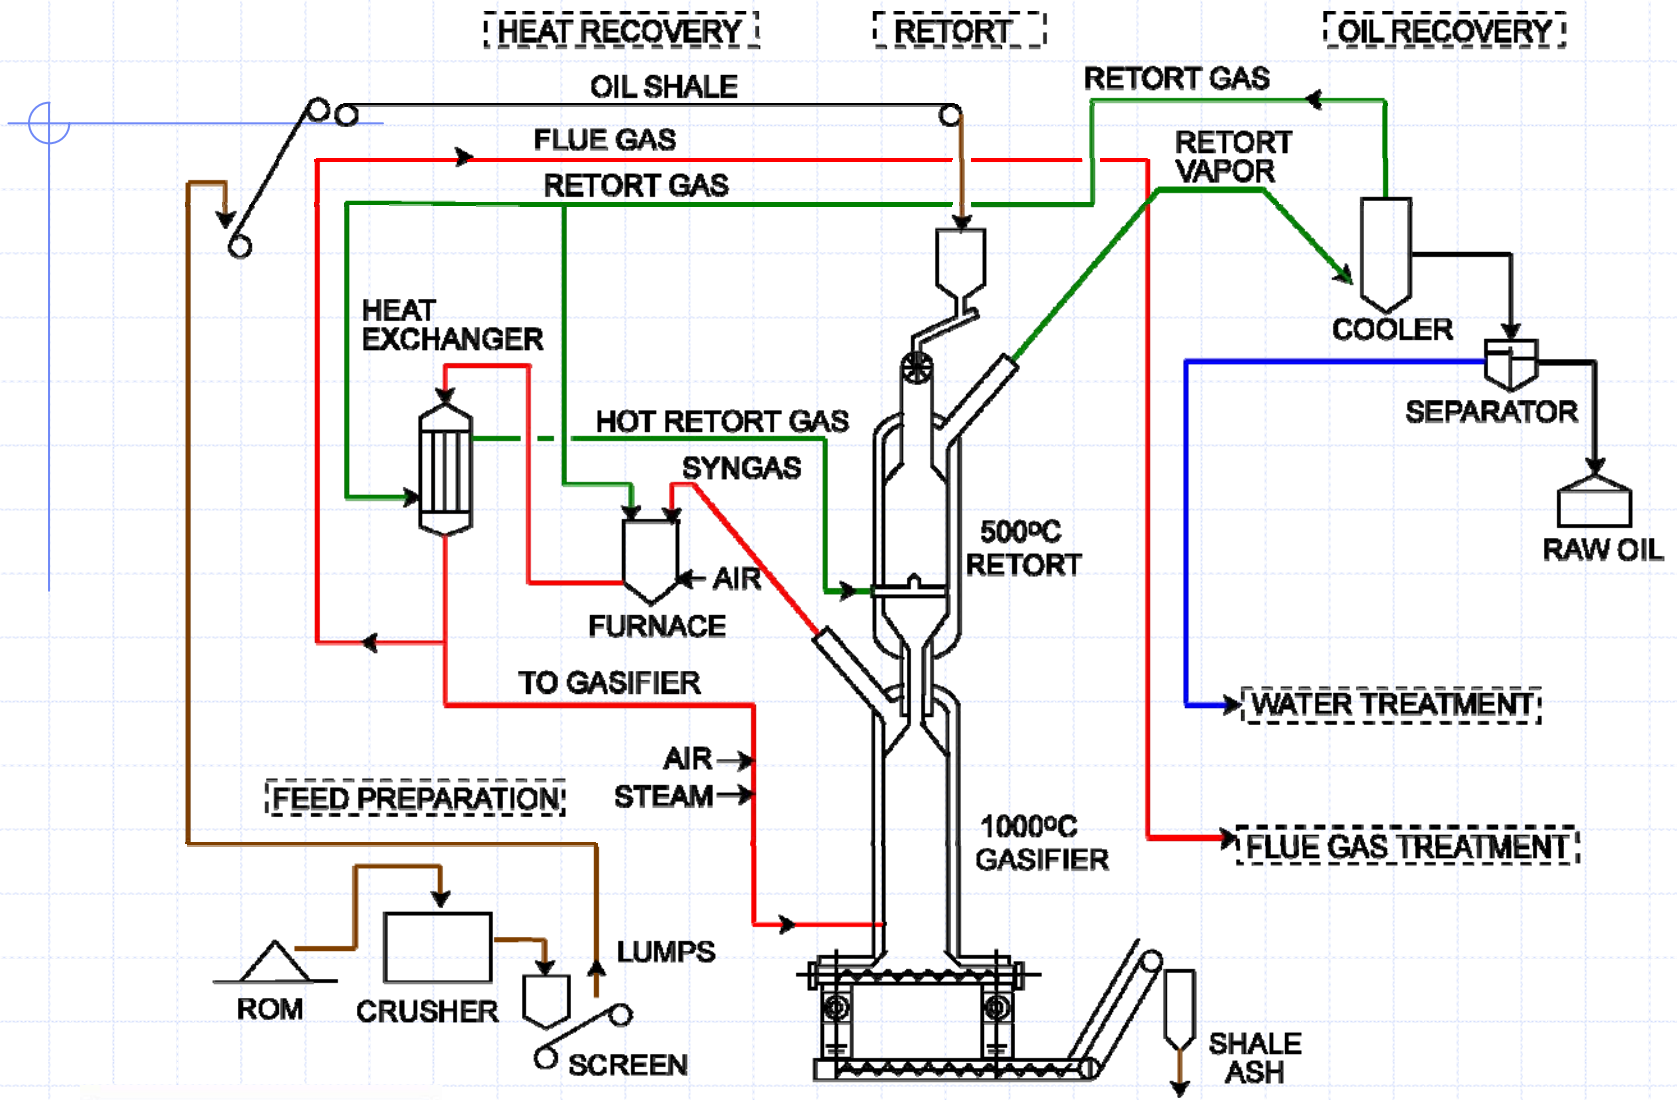 HEAT RECOVERY
RETORT
OIL RECOVERY
RETORT GAS
OIL SHALE
FLUE GAS
RETORT
VAPOR
RETORT GAS
HEAT
EXCHANGER
COOLER
SEPARATOR
HOT RETORT GAS
SYNGAS
500ºC
RETORT
RAW OIL
AIR
FURNACE
TO GASIFIER
WATER TREATMENT
AIR
STEAM
FEED PREPARATION
1000ºC
GASIFIER
FLUE GAS TREATMENT
LUMPS
ROM
CRUSHER
SCREEN
SHALE
ASH